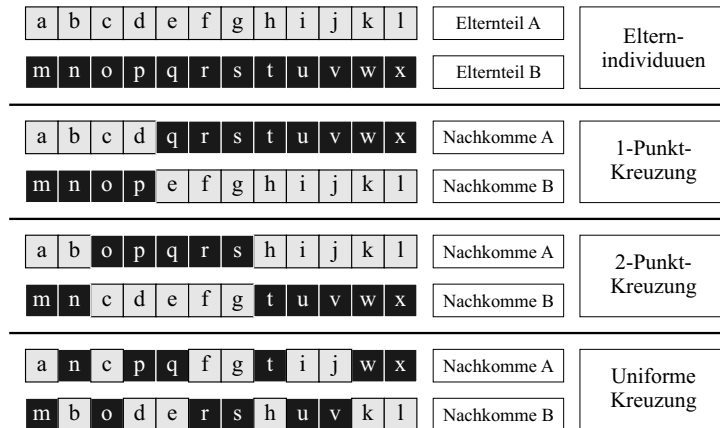 a b c d e f g h i j k l Elternteil A
m n o p q r s t u v w x Elternteil B
Eltern-
individuuen
a b c d q r s t u v w x Nachkomme A
m n o p e f g h i j k l Nachkomme B
1-Punkt-
Kreuzung
a b o p q r s h i j k l Nachkomme A
m n c d e f g t u v w x Nachkomme B
2-Punkt-
Kreuzung
a n c p q f g t i j w x Nachkomme A
m b o d e r s h u v k l Nachkomme B
Uniforme
Kreuzung